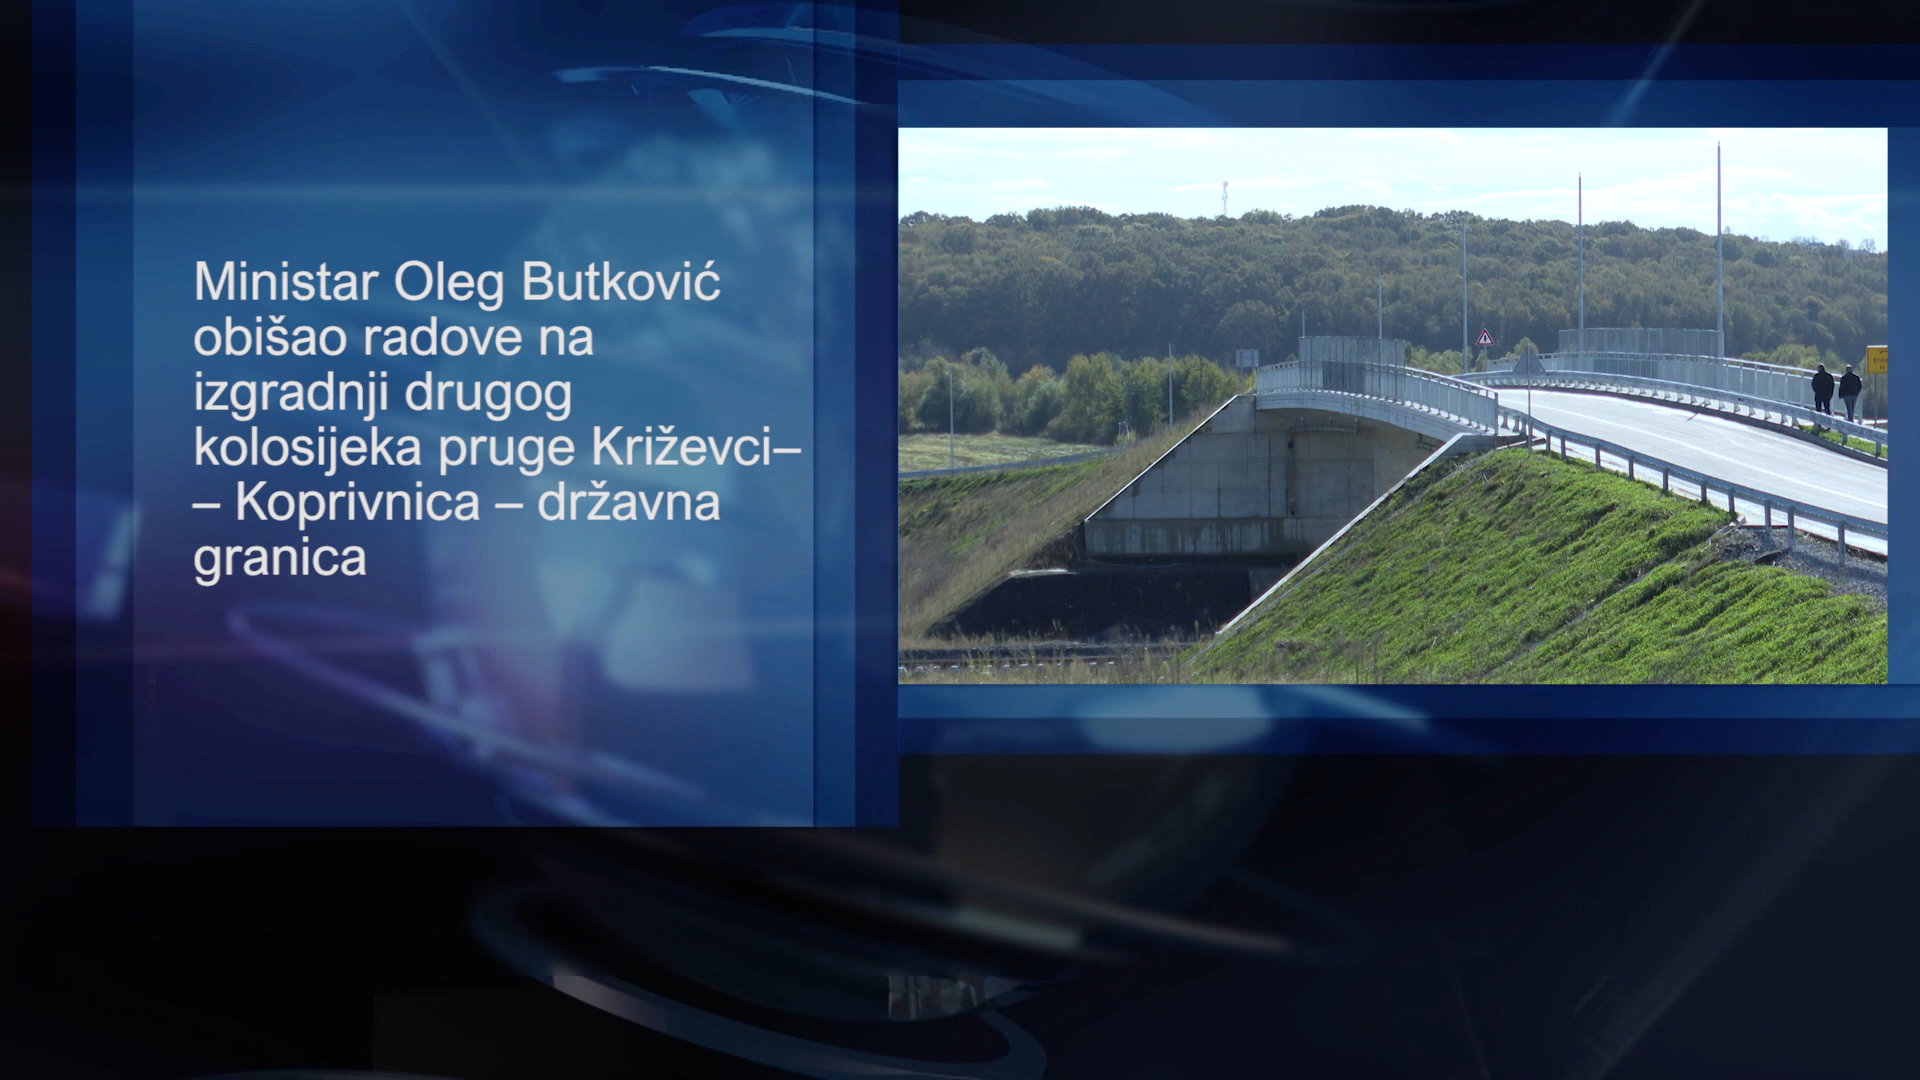 Ministar Oleg Butković
obišao radove na
izgradnji drugog
kolosijeka pruge Križevci–
– Koprivnica – državna
granica